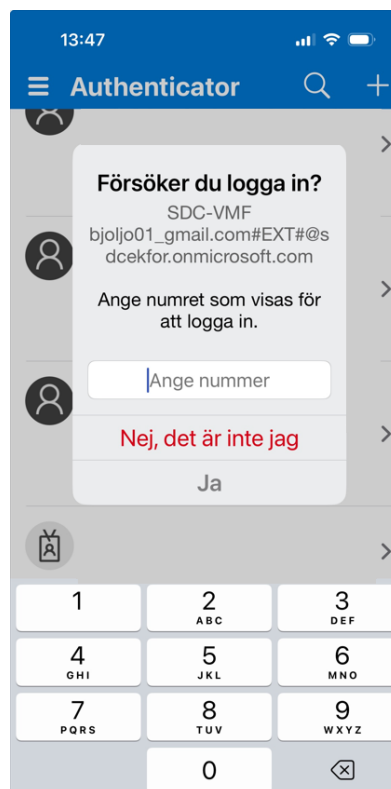 13:47
Authenticator
Försöker du logga in?
SDC-VMF
bjoljo01_gmail.com#EXT#@s
dcekfor.onmicrosoft.com
Ange numret som visas för
att logga in.
Ange nummer
Nej, det är inte jag
Ja
1
2
ABC
3
DEF
4
GHI
5
JKL
6
MNO
7
PQRS
8
TUV
9
WXYZ
0